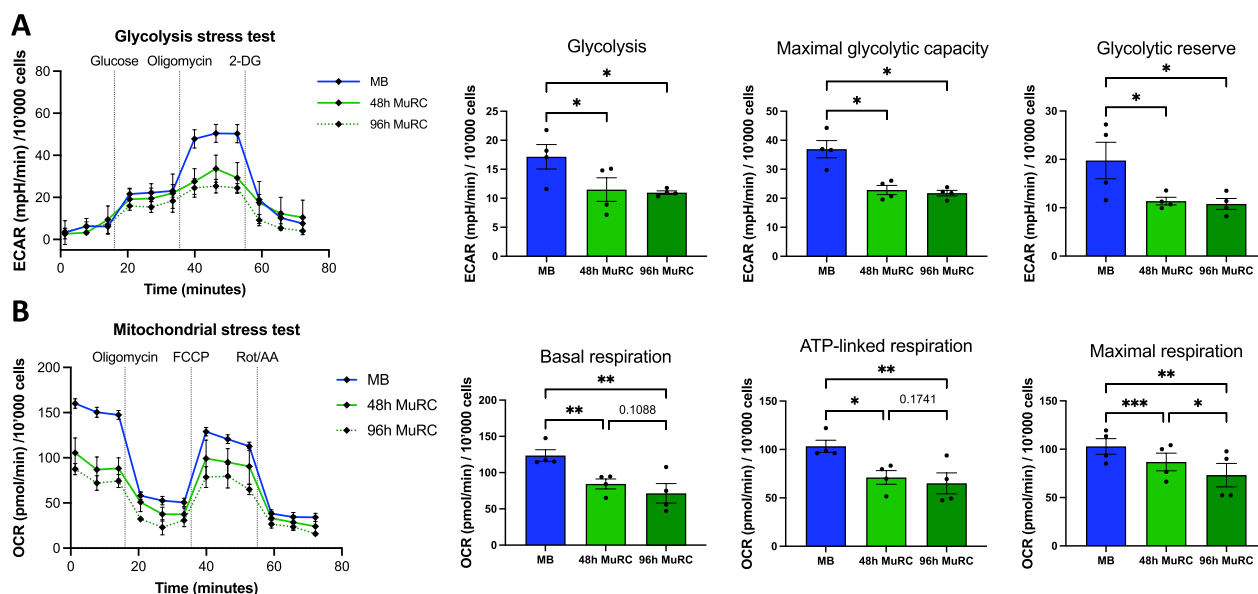 A
Glycolysis stress test
Glucose Oligomycin 2-DG
ECAR (mpH/min) /10’000 cells
80
60
40
20
0
0 20 40 60 80
Time (minutes)
MB
48h MuRC
96h MuRC
Glycolysis
ECAR (mpH/min) / 10’000 cells
25
20
15
10
5
0
*
*
MB 48h MuRC 96h MuRC
Maximal glycolytic capacity
ECAR (mpH/min) / 10’000 cells
50
40
30
20
10
0
*
*
MB 48h MuRC 96h MuRC
Glycolytic reserve
ECAR (mpH/min) / 10’000 cells
30
20
10
0
*
*
MB 48h MuRC 96h MuRC
B
Mitochondrial stress test
Oligomycin FCCP Rot/AA
OCR (pmol/min) /10’000 cells
200
150
100
50
0
0 20 40 60 80
Time (minutes)
MB
48h MuRC
96h MuRC
Basal respiration
OCR (pmol/min) / 10’000 cells
200
150
100
50
0
**
** 0.1088
MB 48h MuRC 96h MuRC
ATP-linked respiration
OCR (pmol/min) / 10’000 cells
150
100
50
0
**
* 0.1741
MB 48h MuRC 96h MuRC
Maximal respiration
OCR (pmol/min) / 10’000 cells
150
100
50
0
**
*** *
MB 48h MuRC 96h MuRC